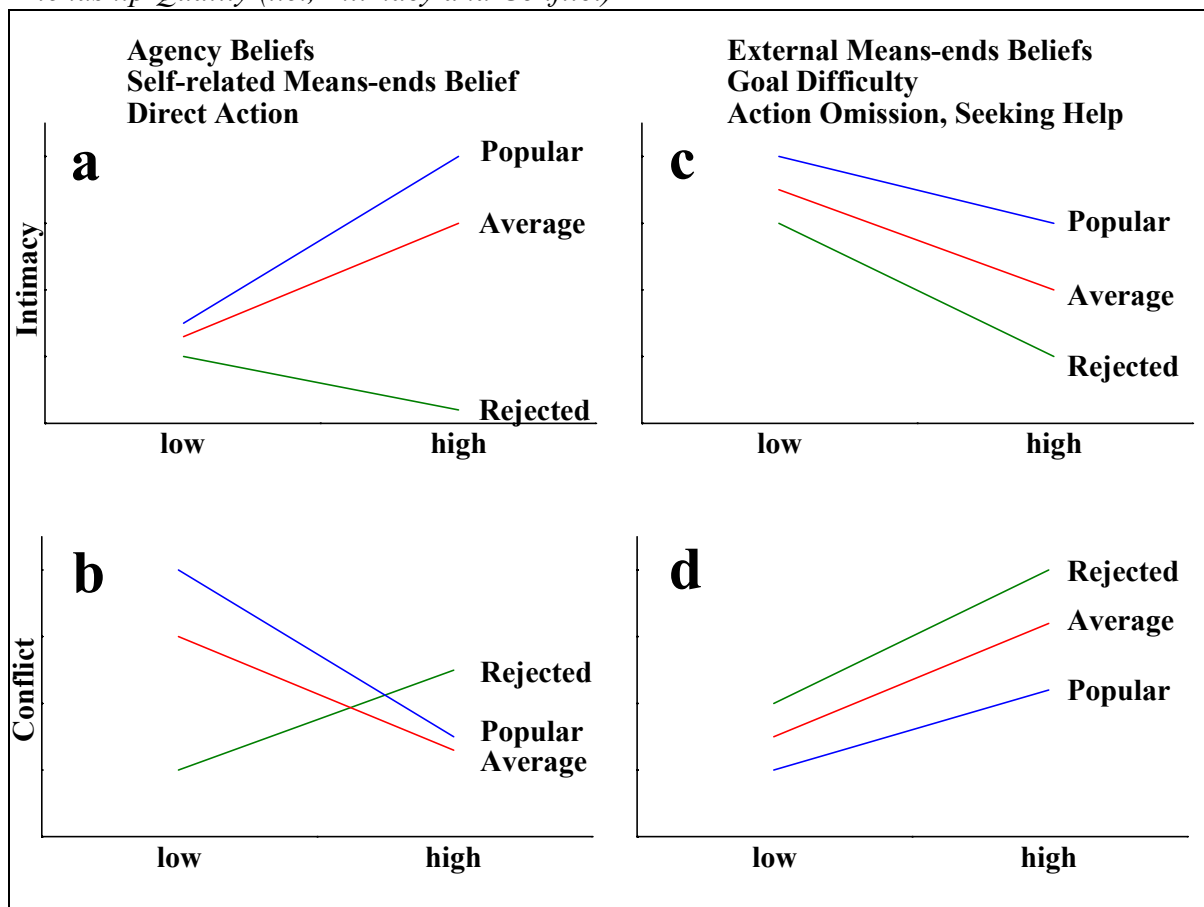 Agency Beliefs
Self-related Means-ends Belief
Direct Action
External Means-ends Beliefs
Goal Difficulty
Action Omission, Seeking Help
a
Popular
Average
Rejected
Intimacy
low
high
c
Popular
Average
Rejected
low
high
b
Rejected
Popular
Average
Conflict
low
high
d
Rejected
Average
Popular
low
high